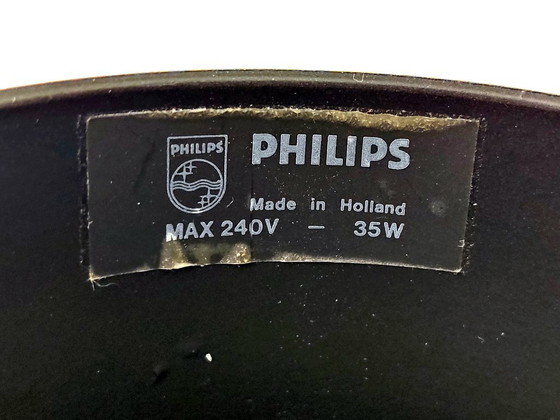 PHILIPS
PHILIPS
Made in Holland
MAX 240V — 35W